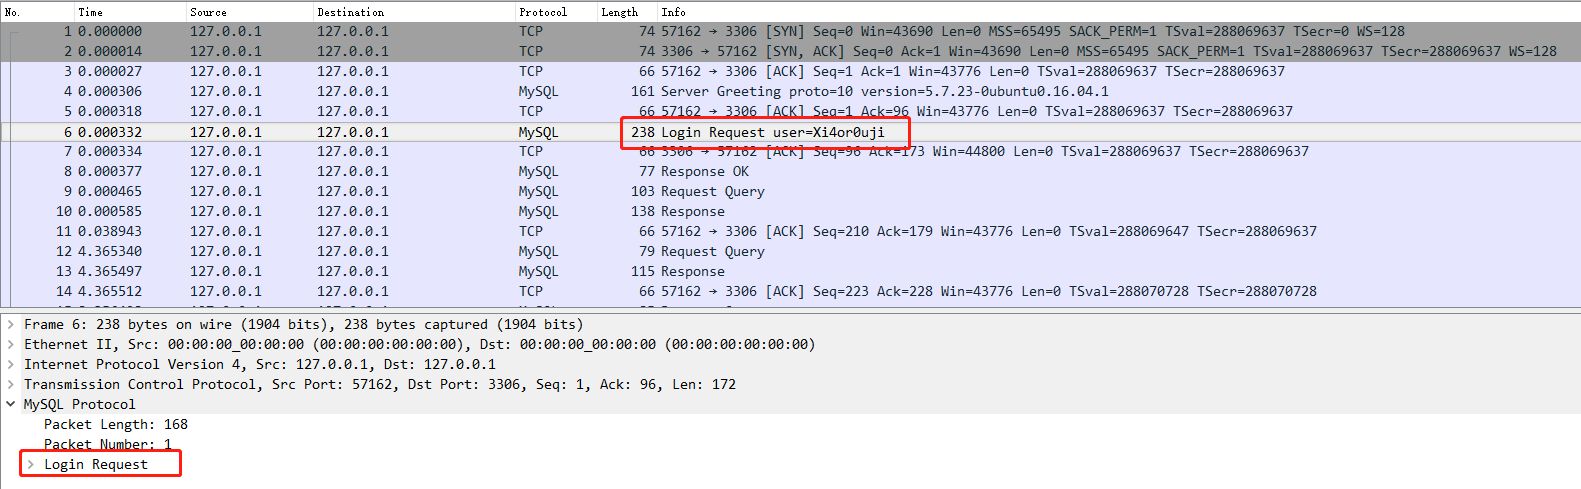 No. Time Source Destination Protocol Length Info
1 0.000000 127.0.0.1 127.0.0.1 TCP 74 57162 → 3306 [SYN] Seq=0 Win=43690 Len=0 MSS=65495 SACK_PERM=1 TSval=288069637 TSecr=0 WS=128
2 0.000014 127.0.0.1 127.0.0.1 TCP 74 3306 → 57162 [SYN, ACK] Seq=0 Ack=1 Win=43690 Len=0 MSS=65495 SACK_PERM=1 TSval=288069637 TSecr=288069637 WS=128
3 0.000027 127.0.0.1 127.0.0.1 TCP 66 57162 → 3306 [ACK] Seq=1 Ack=1 Win=43776 Len=0 TSval=288069637 TSecr=288069637
4 0.000306 127.0.0.1 127.0.0.1 MySQL 161 Server Greeting proto=10 version=5.7.23-0ubuntu0.16.04.1
5 0.000318 127.0.0.1 127.0.0.1 TCP 66 57162 → 3306 [ACK] Seq=1 Ack=96 Win=43776 Len=0 TSval=288069637 TSecr=288069637
6 0.000332 127.0.0.1 127.0.0.1 MySQL 238 Login Request user=Xi4or0uji
7 0.000334 127.0.0.1 127.0.0.1 TCP 66 3306 → 57162 [ACK] Seq=96 Ack=173 Win=44800 Len=0 TSval=288069637 TSecr=288069637
8 0.000377 127.0.0.1 127.0.0.1 MySQL 77 Response OK
9 0.000465 127.0.0.1 127.0.0.1 MySQL 103 Request Query
10 0.000585 127.0.0.1 127.0.0.1 MySQL 138 Response
11 0.038943 127.0.0.1 127.0.0.1 TCP 66 57162 → 3306 [ACK] Seq=210 Ack=179 Win=43776 Len=0 TSval=288069647 TSecr=288069637
12 4.365340 127.0.0.1 127.0.0.1 MySQL 79 Request Query
13 4.365497 127.0.0.1 127.0.0.1 MySQL 115 Response
14 4.365512 127.0.0.1 127.0.0.1 TCP 66 57162 → 3306 [ACK] Seq=223 Ack=228 Win=43776 Len=0 TSval=288070728 TSecr=288070728
Frame 6: 238 bytes on wire (1904 bits), 238 bytes captured (1904 bits)
Ethernet II, Src: 00:00:00_00:00:00 (00:00:00:00:00:00), Dst: 00:00:00_00:00:00 (00:00:00:00:00:00)
Internet Protocol Version 4, Src: 127.0.0.1, Dst: 127.0.0.1
Transmission Control Protocol, Src Port: 57162, Dst Port: 3306, Seq: 1, Ack: 96, Len: 172
MySQL Protocol
Packet Length: 168
Packet Number: 1
Login Request